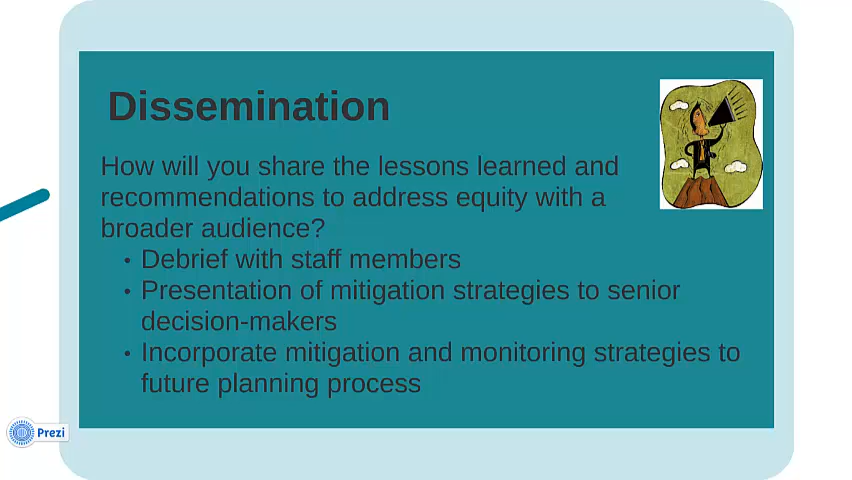 Dissemination
How will you share the lessons learned and
recommendations to address equity with a
broader audience?
• Debrief with staff members
• Presentation of mitigation strategies to senior
decision-makers
• Incorporate mitigation and monitoring strategies to
future planning process
Prezi